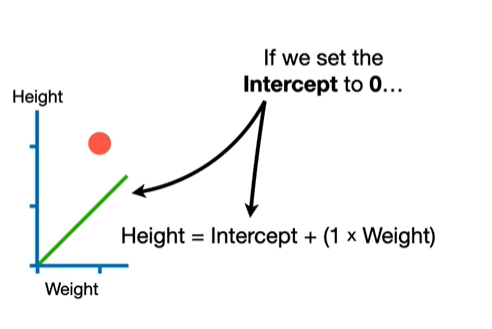 If we set the
Intercept to 0...
Height
Height = Intercept + (1 x Weight)
Weight